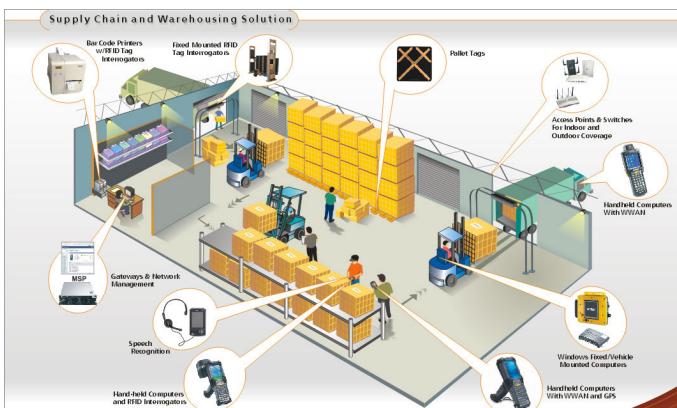 Supply Chain and Warehousing Solution
Bar Code Printers
w/RFID Tag
Interrogators
Fixed Mounted RFID
Tag Interrogators
Pallet Tags
Access Points & Switches
For Indoor and
Outdoor Coverage
Handheld Computers
With WWAN
MSP
Gateways & Network
Management
Speech
Recognition
Windows Fixed/Vehicle
Mounted Computers
Hand-held Computers
and RFID Interrogators
Handheld Computers
With WWAN and GPS